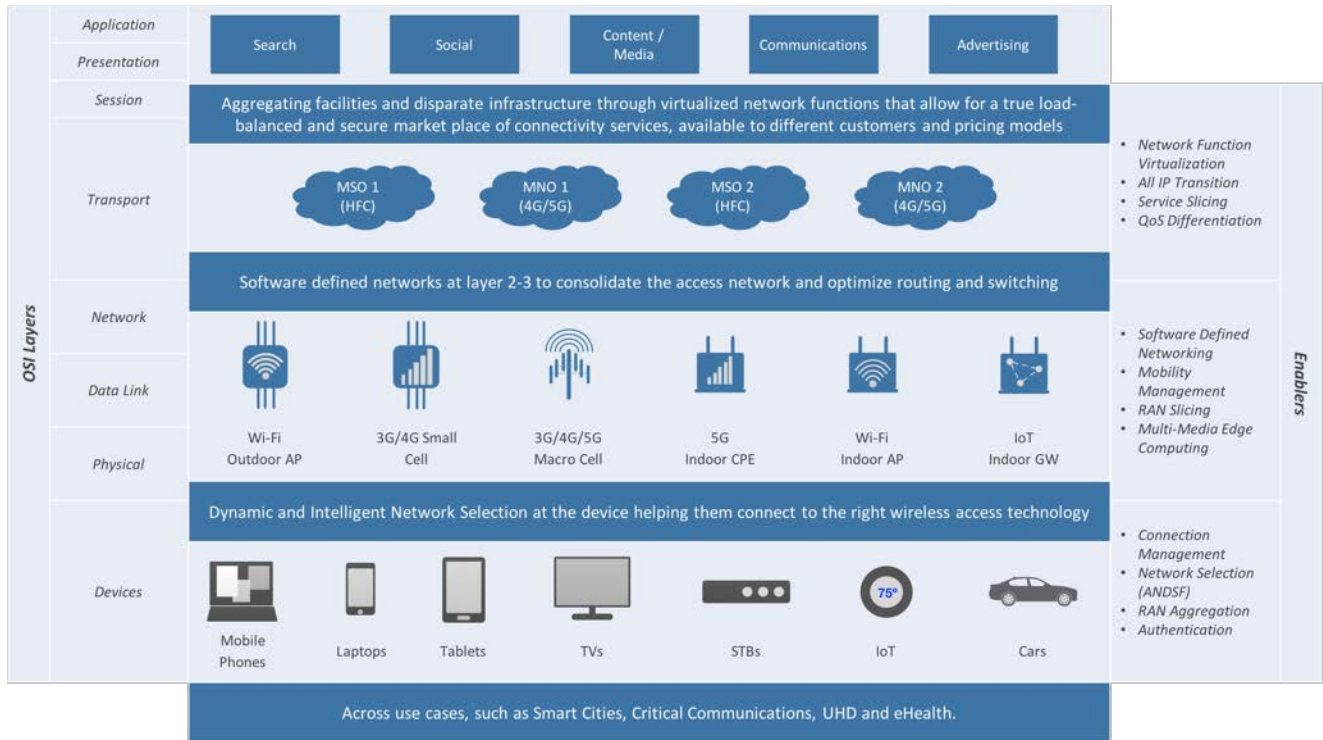 OSI Layers
Application
Presentation
Session
Transport
Network
Data Link
Physical
Devices
Search
Social
Content /
Media
Communications
Advertising
Aggregating facilities and disparate infrastructure through virtualized network functions that allow for a true load-
balanced and secure market place of connectivity services, available to different customers and pricing models
MSO 1
(HFC)
MNO 1
(4G/5G)
MSO 2
(HFC)
MNO 2
(4G/5G)
Software defined networks at layer 2-3 to consolidate the access network and optimize routing and switching
Wi-Fi
Outdoor AP
3G/4G Small
Cell
3G/4G/5G
Macro Cell
5G
Indoor CPE
Wi-Fi
Indoor AP
IoT
Indoor GW
Dynamic and Intelligent Network Selection at the device helping them connect to the right wireless access technology
75º
Mobile
Phones
Laptops
Tablets
TVs
STBs
IoT
Cars
Across use cases, such as Smart Cities, Critical Communications, UHD and eHealth.
• Network Function
Virtualization
• All IP Transition
• Service Slicing
• QoS Differentiation
• Software Defined
Networking
• Mobility
Management
• RAN Slicing
• Multi-Media Edge
Computing
• Connection
Management
• Network Selection
(ANDSF)
• RAN Aggregation
• Authentication
Enablers